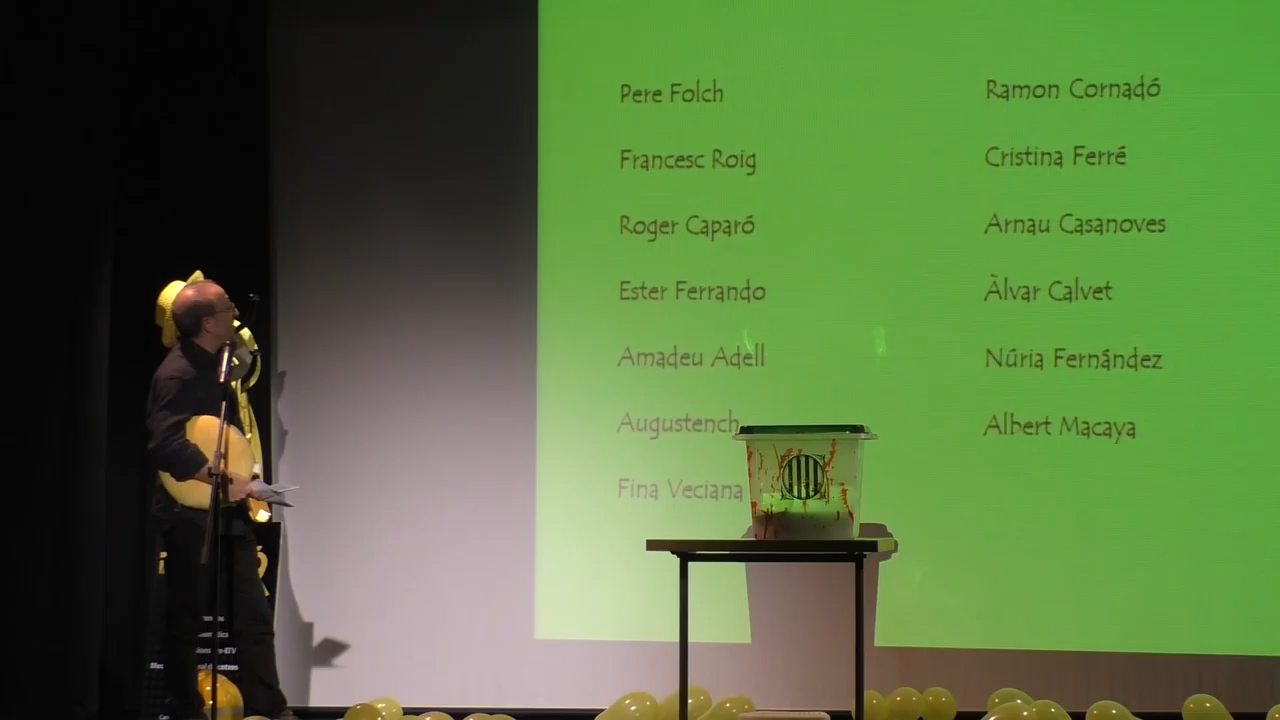 Pere Folch
Francesc Roig
Roger Caparó
Ester Ferrando
Amadeu Adell
Augustench
Fina Veciana
Ramon Cornadó
Cristina Ferré
Arnau Casanoves
Àlvar Calvet
Núria Fernández
Albert Macaya